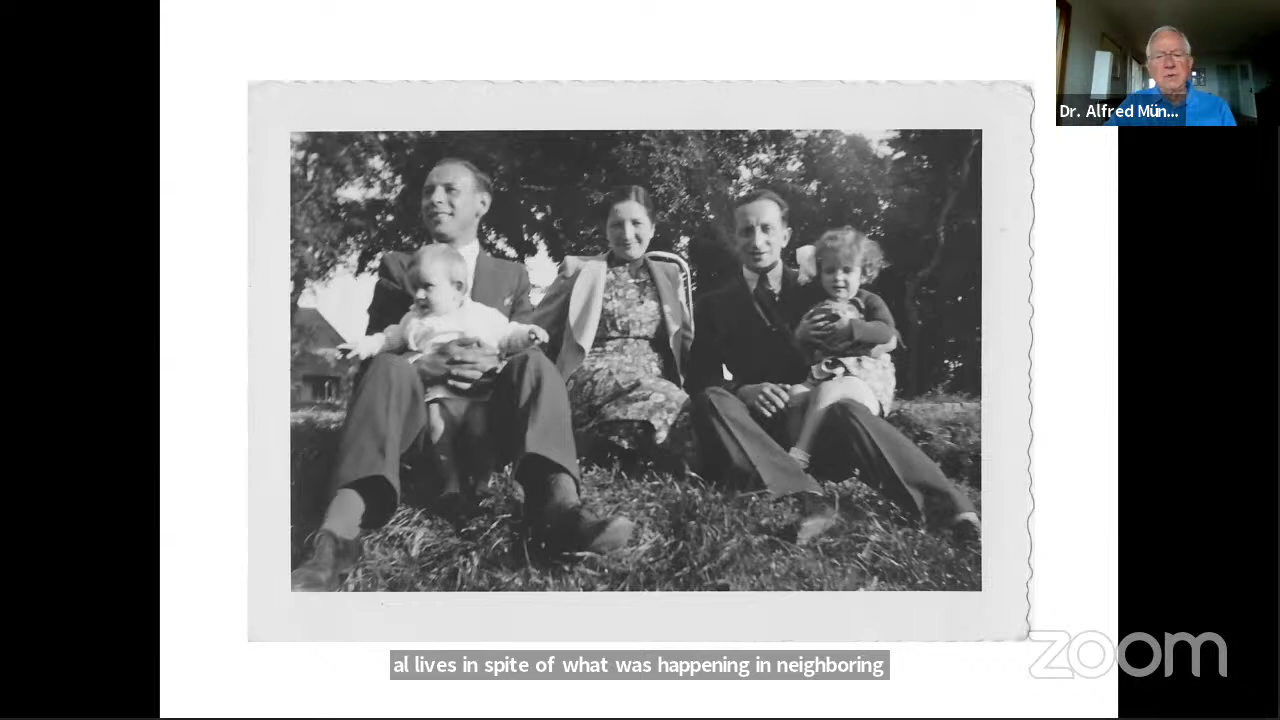 Dr. Alfred Mün...
al lives in spite of what was happening in neighboring
zoom